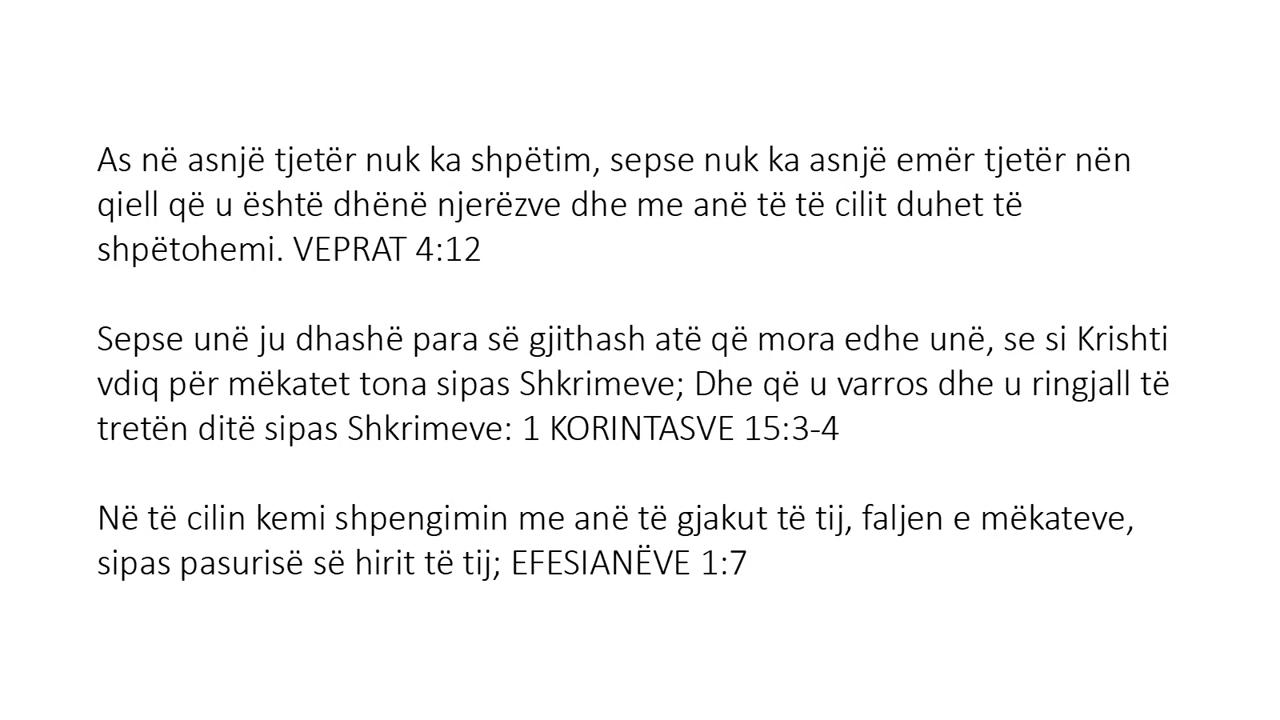 As në asnjë tjetër nuk ka shpëtim, sepse nuk ka asnjë emër tjetër nën
qiell që u është dhënë njerëzve dhe me anë të të cilit duhet të
shpëtohemi. VEPRAT 4:12
Sepse unë ju dhashë para së gjithash atë që mora edhe unë, se si Krishti
vdiq për mëkatet tona sipas Shkrimeve; Dhe që u varros dhe u ringjall të
tretën ditë sipas Shkrimeve: 1 KORINTASVE 15:3-4
Në të cilin kemi shpengimin me anë të gjakut të tij, faljen e mëkateve,
sipas pasurisë së hirit të tij; EFESIANËVE 1:7